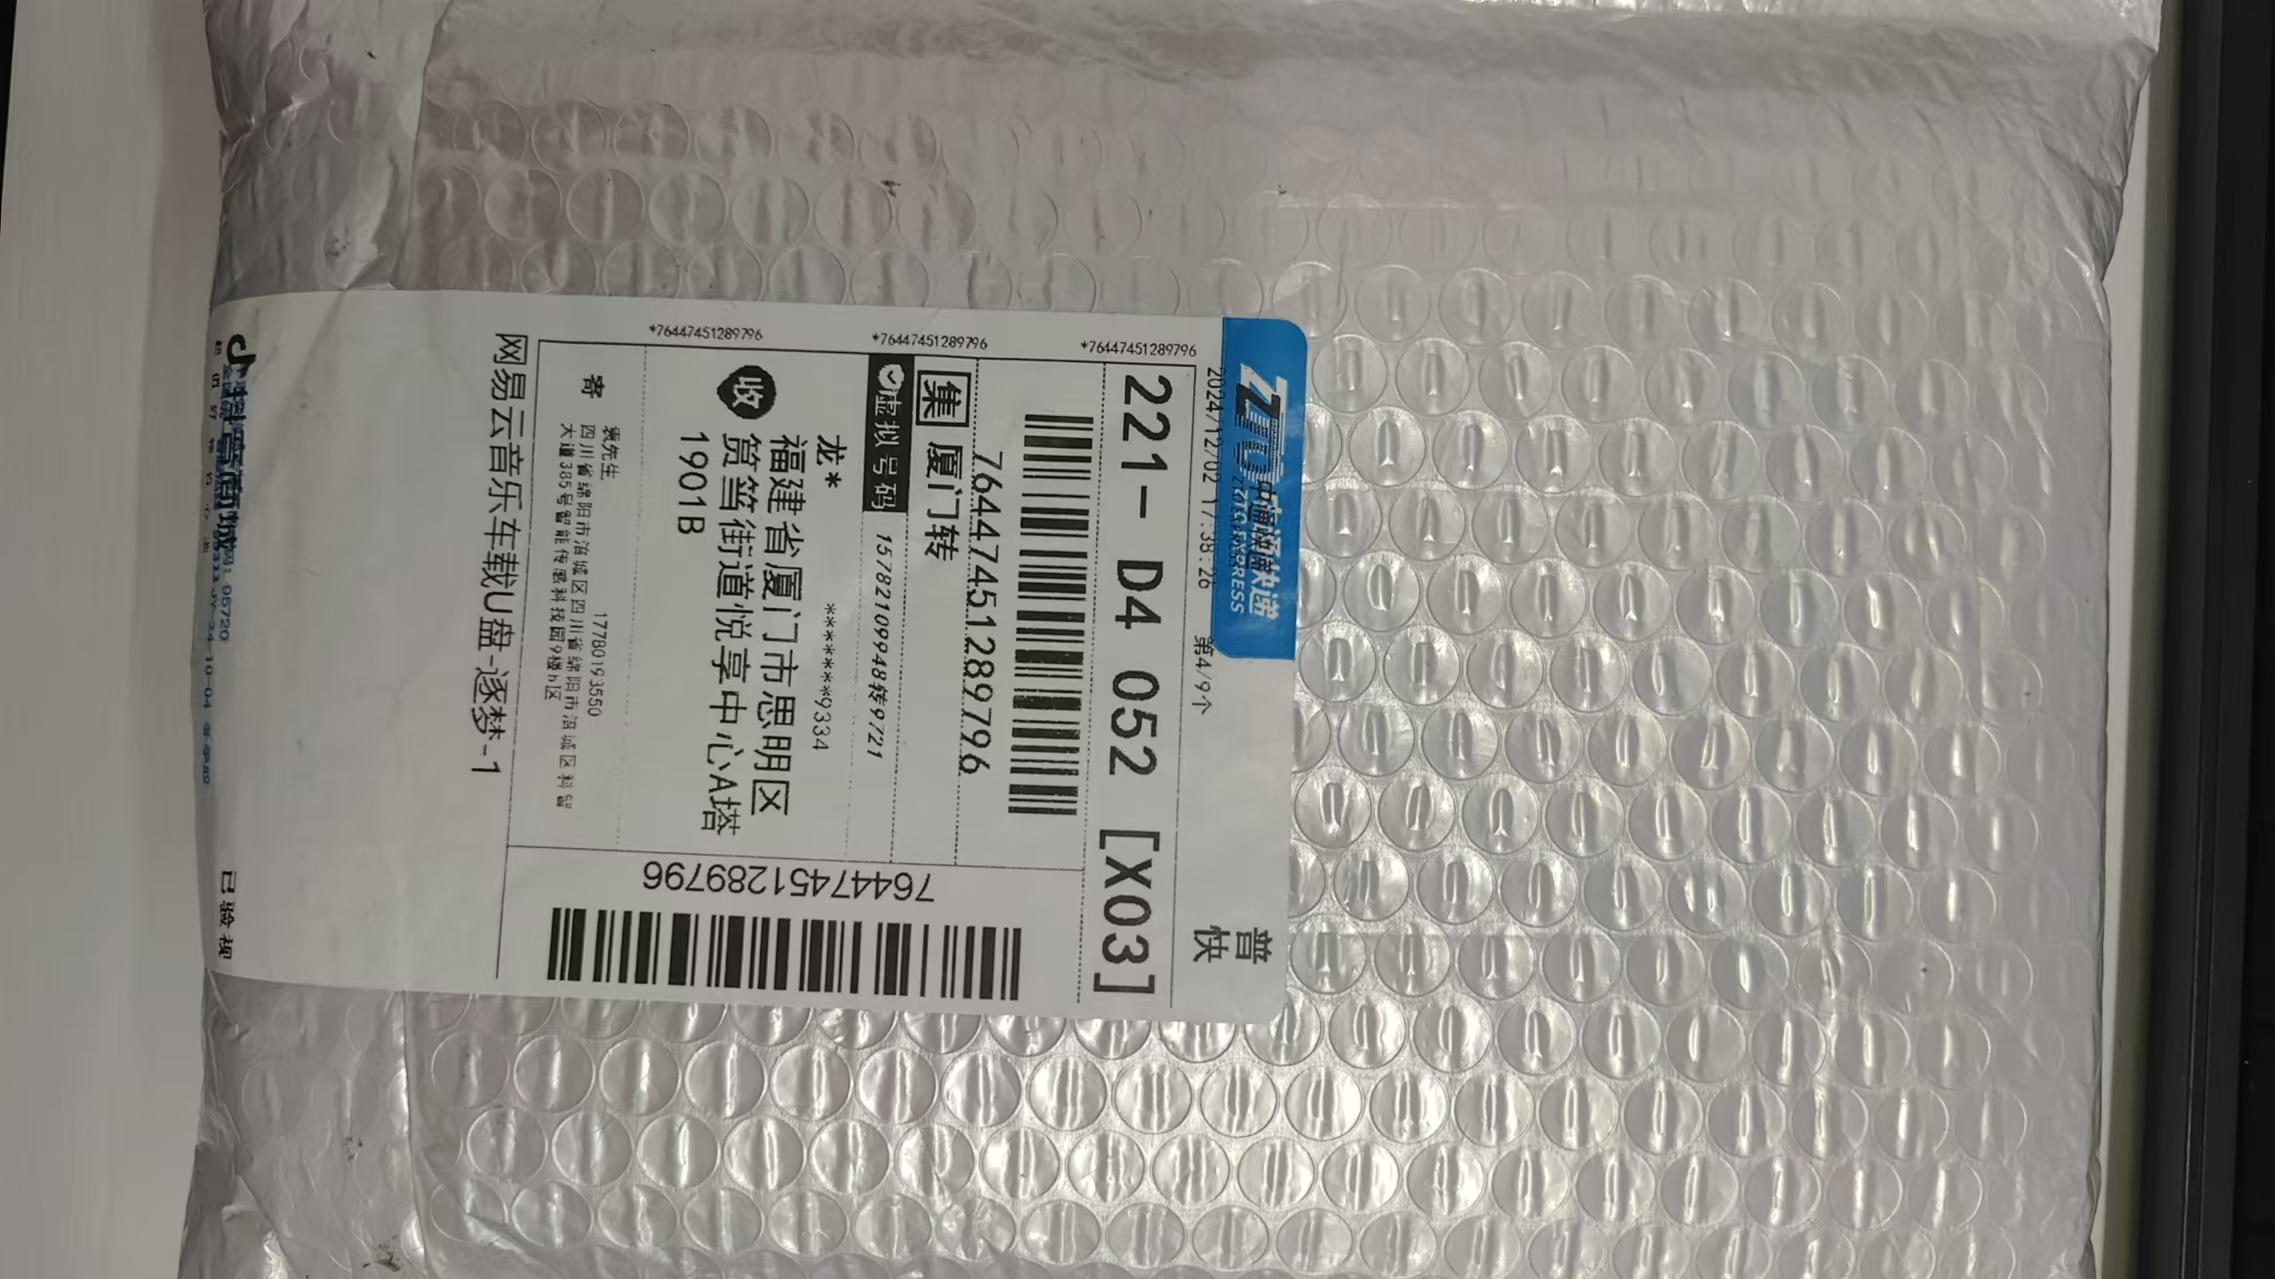 中通快递
ZTO EXPRESS
普快
2024/12/02 17:38:26 第4/9个
*76447451289796
*76447451289796
*76447451289796
221- D4 052 [X03]
76447451289796
集 厦门转
虚拟号码 15782109948转9721
收 龙* *******9334
福建省厦门市思明区
筼筜街道悦享中心A塔
1901B
寄 袁先生 17780193550
四川省绵阳市涪城区四川省绵阳市涪城区科智
大道385号智能传感科技园9楼h区
76447451289796
网易云音乐车载U盘-逐梦-1
已验视